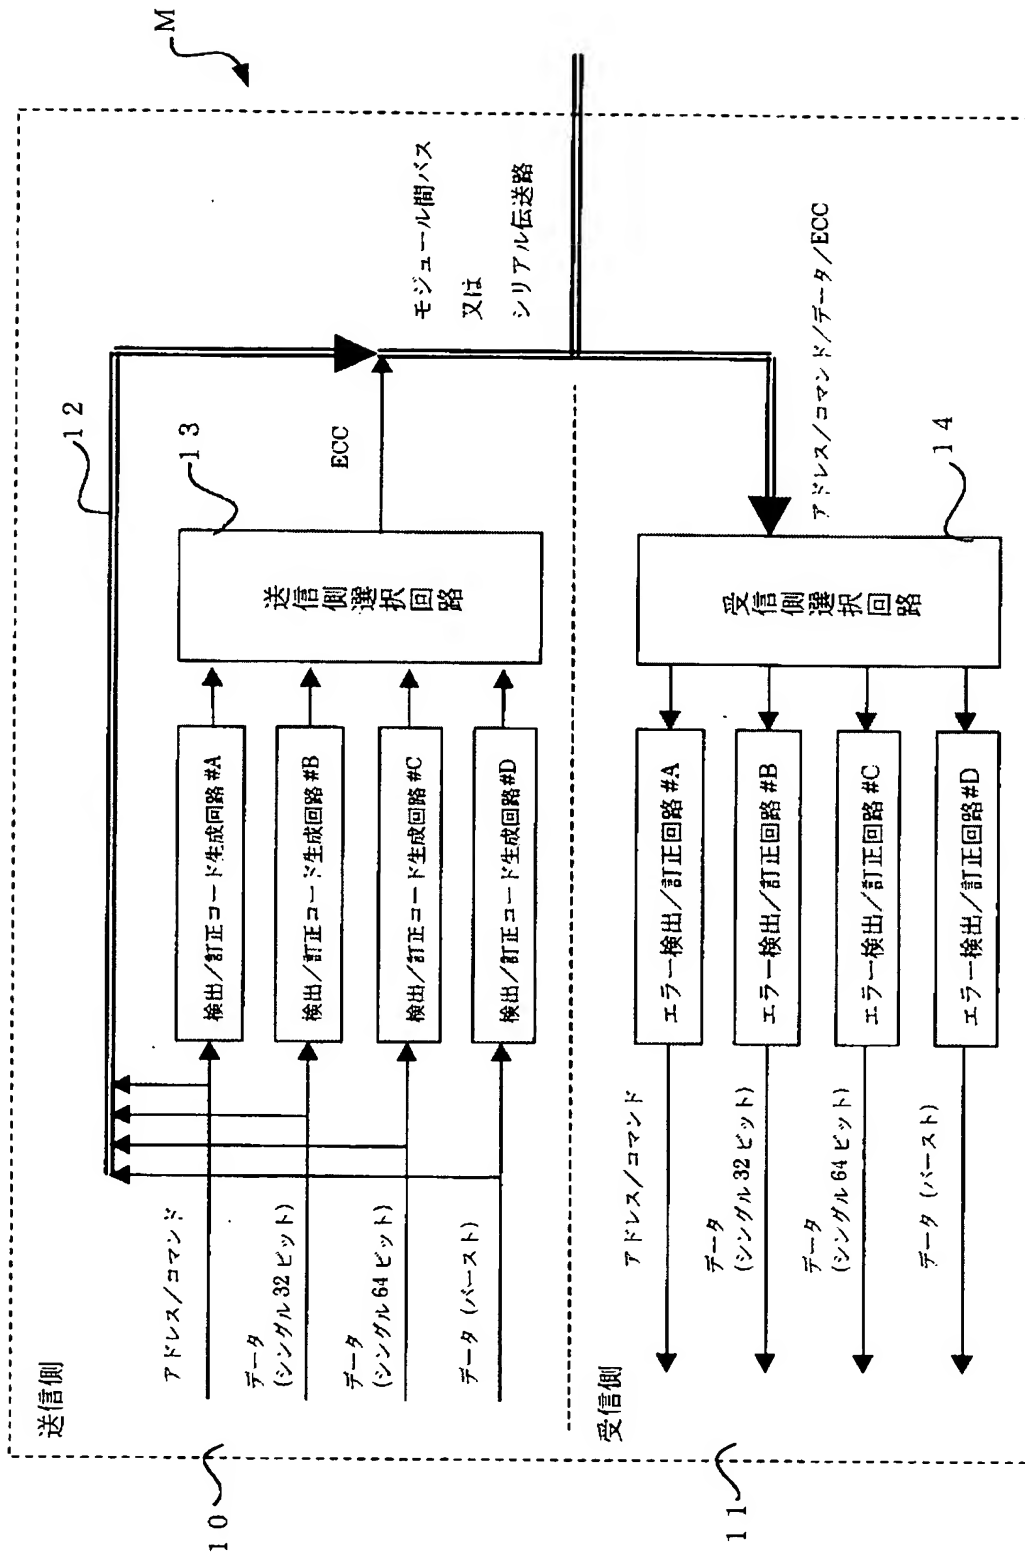 M
送信側
10
12
アドレス/コマンド
データ
(シングル32ビット)
データ
(シングル64ビット)
データ (バースト)
検出/訂正コード生成回路#A
検出/訂正コード生成回路#B
検出/訂正コード生成回路#C
検出/訂正コード生成回路#D
送信側選択回路
13
ECC
モジュール間バス
又は
シリアル伝送路
受信側
11
アドレス/コマンド
データ
(シングル32ビット)
データ
(シングル64ビット)
データ (バースト)
エラー検出/訂正回路#A
エラー検出/訂正回路#B
エラー検出/訂正回路#C
エラー検出/訂正回路#D
受信側選択回路
14
アドレス/コマンド/データ/ECC